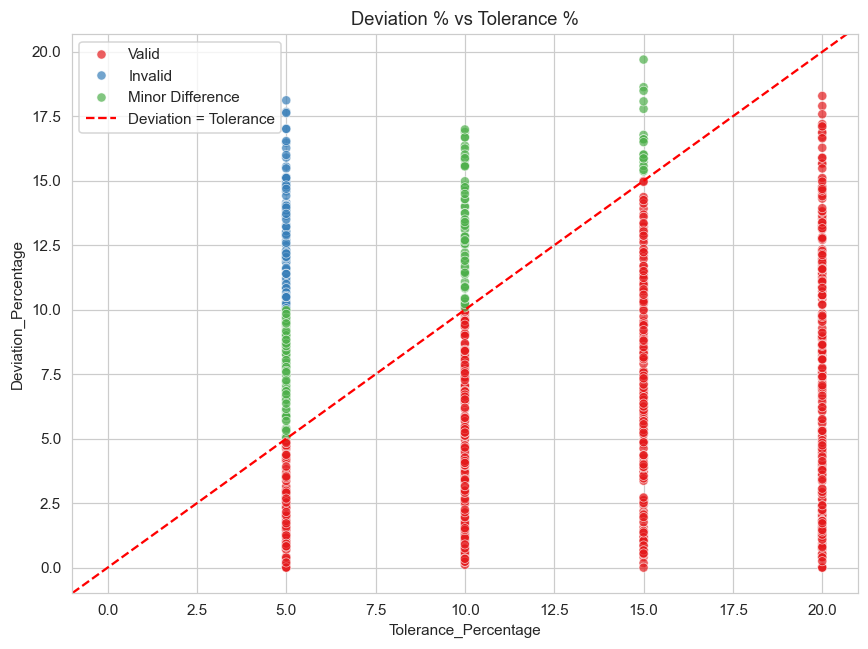 Deviation % vs Tolerance %
Valid
Invalid
Minor Difference
Deviation = Tolerance
Deviation_Percentage
20.0
17.5
15.0
12.5
10.0
7.5
5.0
2.5
0.0
0.0 2.5 5.0 7.5 10.0 12.5 15.0 17.5 20.0
Tolerance_Percentage